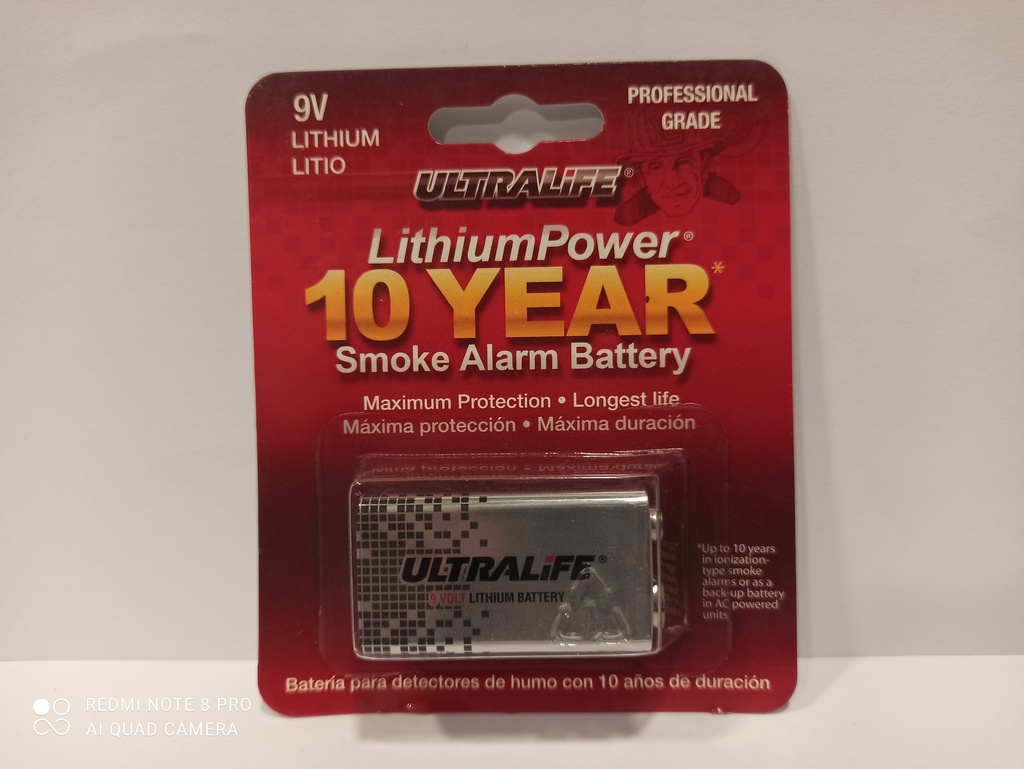 9V
LITHIUM
LITIO
PROFESSIONAL
GRADE
ULTRALiFE®
LithiumPower®
10 YEAR*
Smoke Alarm Battery
Maximum Protection • Longest life
Máxima protección • Máxima duración
ULTRALiFE®
9 VOLT LITHIUM BATTERY
*Up to 10 years
in ionization-
type smoke
alarms or as a
back-up battery
in AC powered
units
Batería para detectores de humo con 10 años de duración
REDMI NOTE 8 PRO
AI QUAD CAMERA